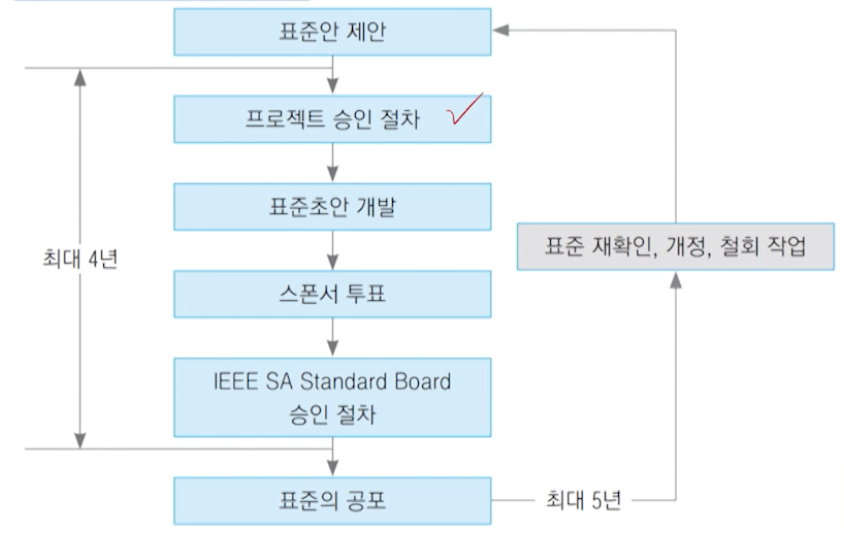 표준안 제안
프로젝트 승인 절차
표준초안 개발
표준 재확인, 개정, 철회 작업
최대 4년
스폰서 투표
IEEE SA Standard Board
승인 절차
표준의 공포
최대 5년